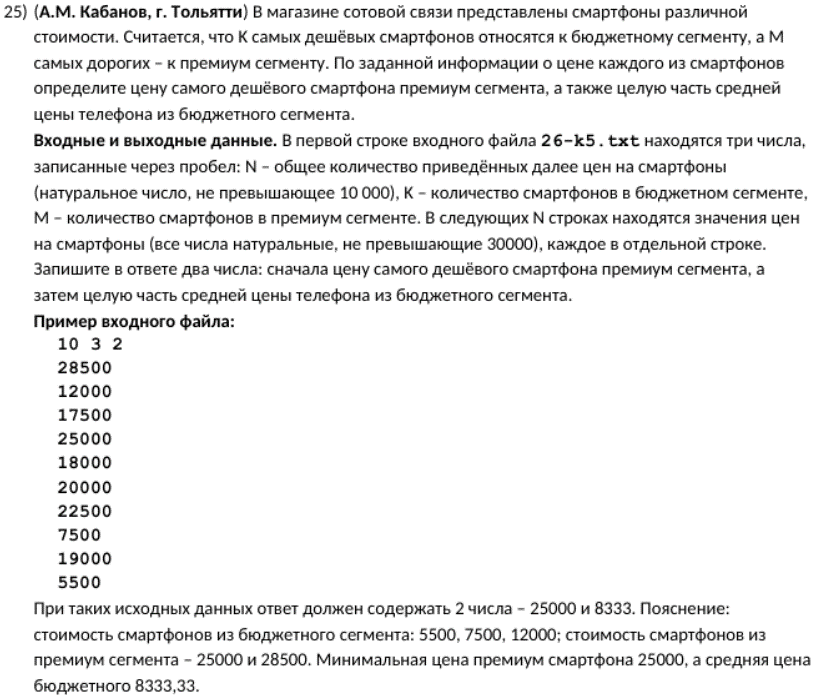 25) (А.М. Кабанов, г. Тольятти) В магазине сотовой связи представлены смартфоны различной
стоимости. Считается, что K самых дешёвых смартфонов относятся к бюджетному сегменту, а M
самых дорогих – к премиум сегменту. По заданной информации о цене каждого из смартфонов
определите цену самого дешёвого смартфона премиум сегмента, а также целую часть средней
цены телефона из бюджетного сегмента.
Входные и выходные данные. В первой строке входного файла 26-k5.txt находятся три числа,
записанные через пробел: N – общее количество приведённых далее цен на смартфоны
(натуральное число, не превышающее 10 000), K – количество смартфонов в бюджетном сегменте,
M – количество смартфонов в премиум сегменте. В следующих N строках находятся значения цен
на смартфоны (все числа натуральные, не превышающие 30000), каждое в отдельной строке.
Запишите в ответе два числа: сначала цену самого дешёвого смартфона премиум сегмента, а
затем целую часть средней цены телефона из бюджетного сегмента.
Пример входного файла:
10 3 2
28500
12000
17500
25000
18000
20000
22500
7500
19000
5500
При таких исходных данных ответ должен содержать 2 числа – 25000 и 8333. Пояснение:
стоимость смартфонов из бюджетного сегмента: 5500, 7500, 12000; стоимость смартфонов из
премиум сегмента – 25000 и 28500. Минимальная цена премиум смартфона 25000, а средняя цена
бюджетного 8333,33.